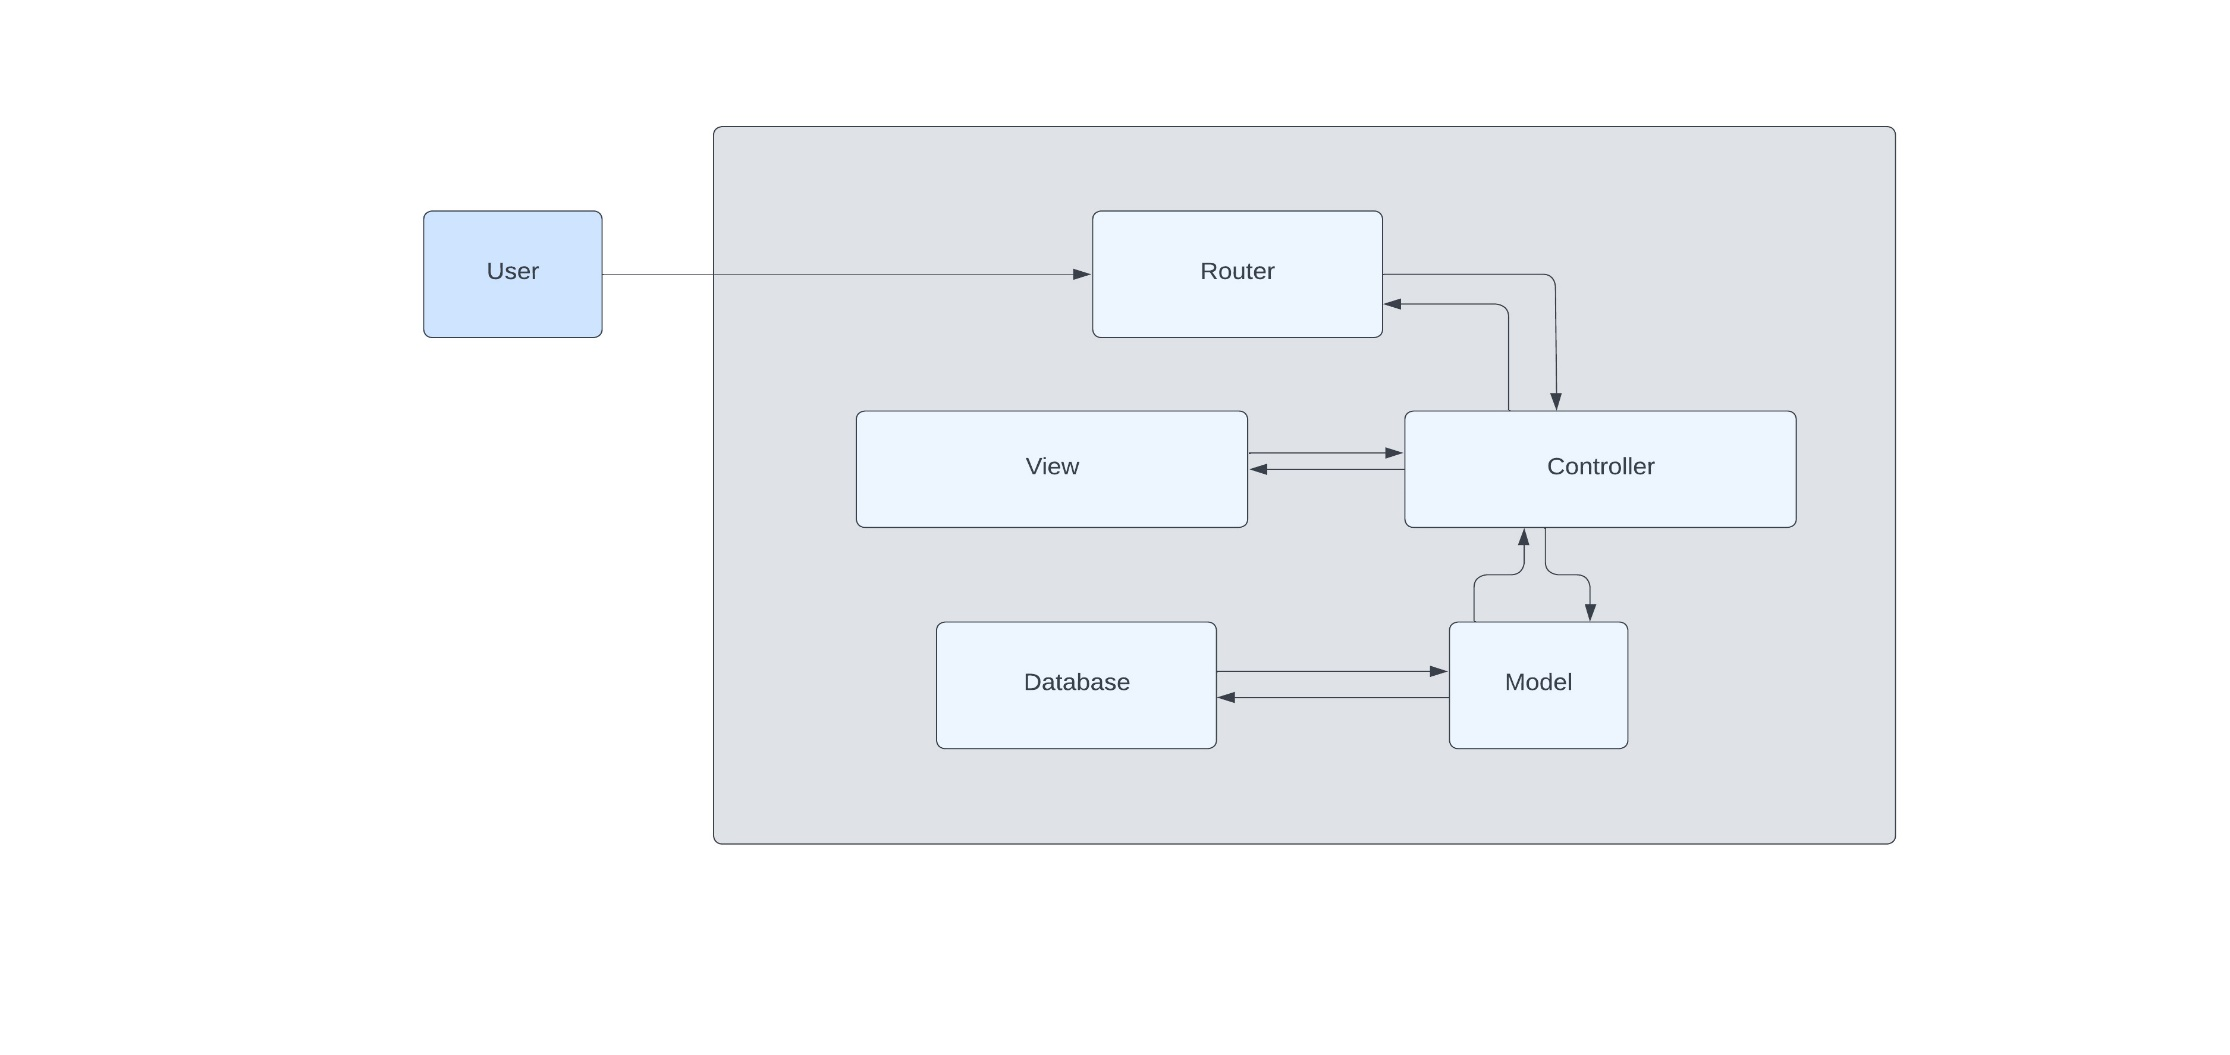 User
Router
View
Controller
Database
Model